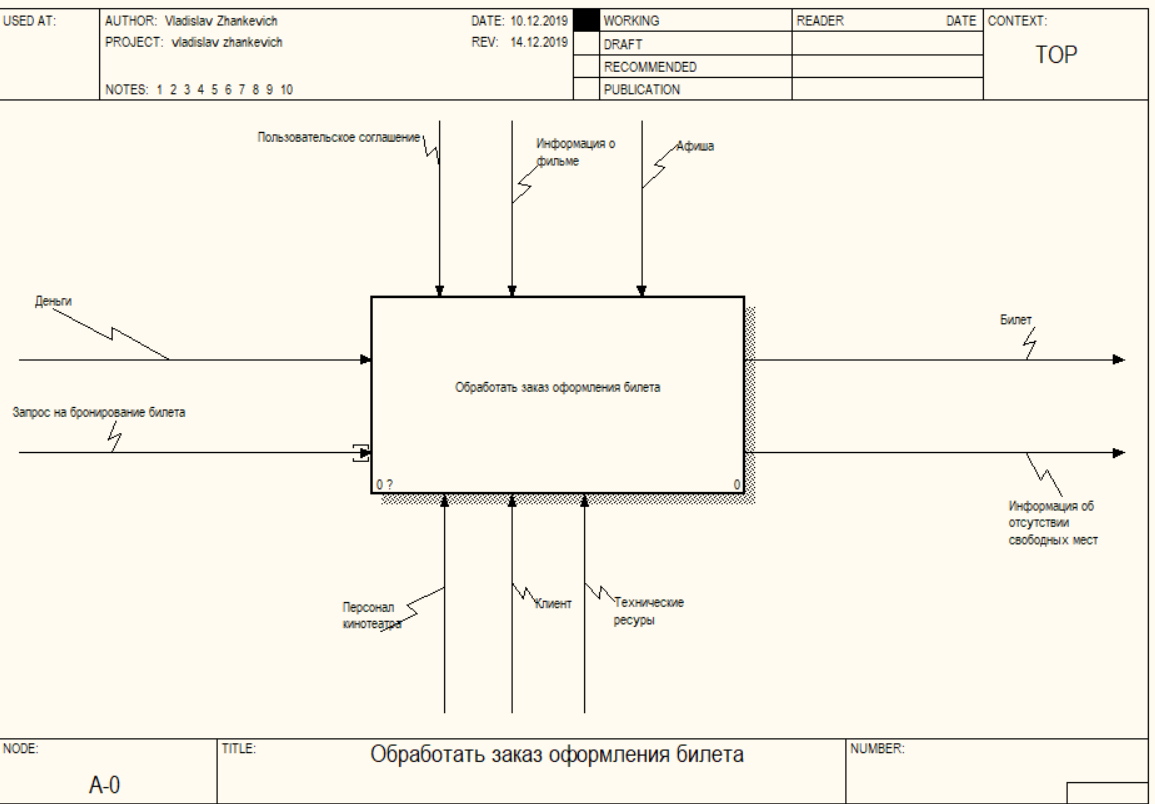 USED AT:
AUTHOR: Vladislav Zhankevich
DATE: 10.12.2019
WORKING
READER
DATE
CONTEXT:
PROJECT: vladislav zhankevich
REV: 14.12.2019
DRAFT
TOP
RECOMMENDED
NOTES: 1 2 3 4 5 6 7 8 9 10
PUBLICATION
Пользовательское соглашение
Информация о
фильме
Афиша
Деньги
Билет
Обработать заказ оформления билета
Запрос на бронирование билета
0 ?
0
Информация об
отсутствии
свободных мест
Персонал
кинотеатра
Клиент
Технические
ресуры
NODE:
TITLE:
Обработать заказ оформления билета
NUMBER:
A-0